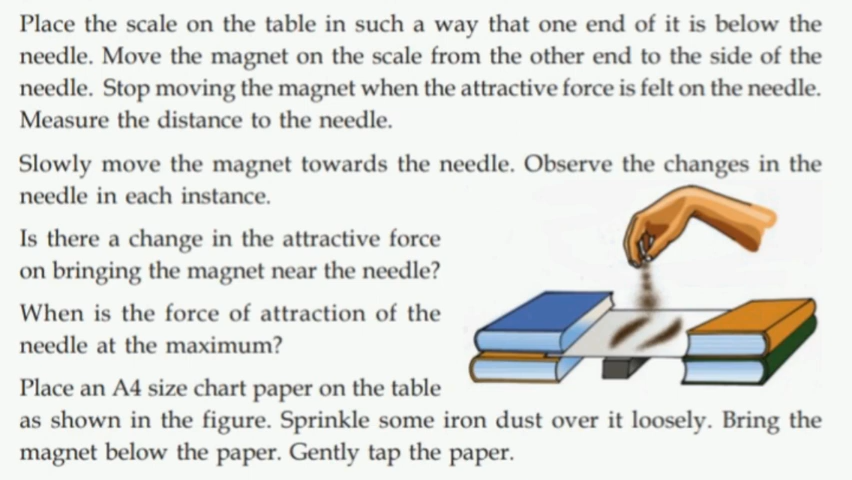 Place the scale on the table in such a way that one end of it is below the
needle. Move the magnet on the scale from the other end to the side of the
needle. Stop moving the magnet when the attractive force is felt on the needle.
Measure the distance to the needle.
Slowly move the magnet towards the needle. Observe the changes in the
needle in each instance.
Is there a change in the attractive force
on bringing the magnet near the needle?
When is the force of attraction of the
needle at the maximum?
Place an A4 size chart paper on the table
as shown in the figure. Sprinkle some iron dust over it loosely. Bring the
magnet below the paper. Gently tap the paper.